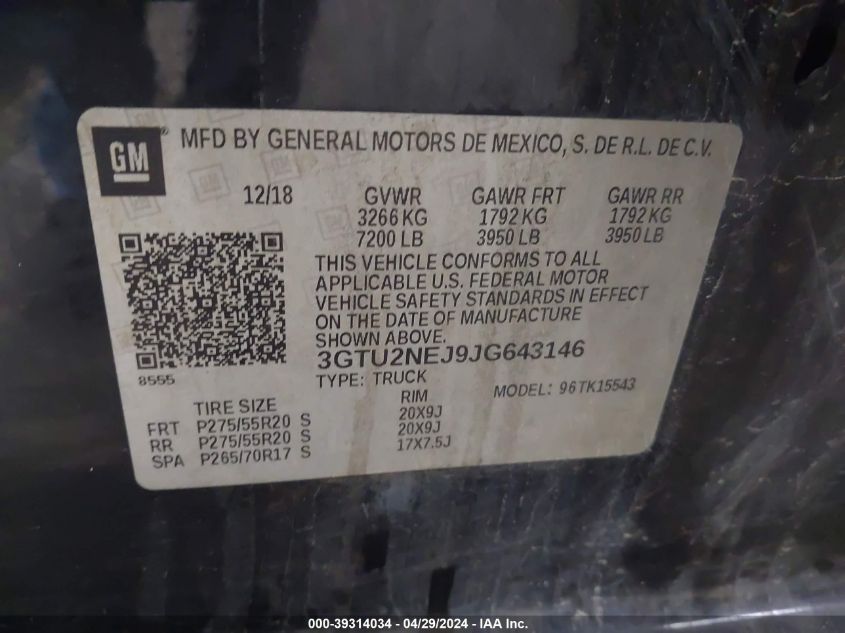 GM ® MFD BY GENERAL MOTORS DE MEXICO, S. DE R.L. DE C.V.
12/18 GVWR GAWR FRT GAWR RR
3266 KG 1792 KG 1792 KG
7200 LB 3950 LB 3950 LB
THIS VEHICLE CONFORMS TO ALL
APPLICABLE U.S. FEDERAL MOTOR
VEHICLE SAFETY STANDARDS IN EFFECT
ON THE DATE OF MANUFACTURE
SHOWN ABOVE.
3GTU2NEJ9JG643146
8555 TYPE: TRUCK MODEL: 96TK15543
TIRE SIZE RIM
FRT P275/55R20 S 20X9J
RR P275/55R20 S 20X9J
SPA P265/70R17 S 17X7.5J
000-39314034 - 04/29/2024 - IAA Inc.